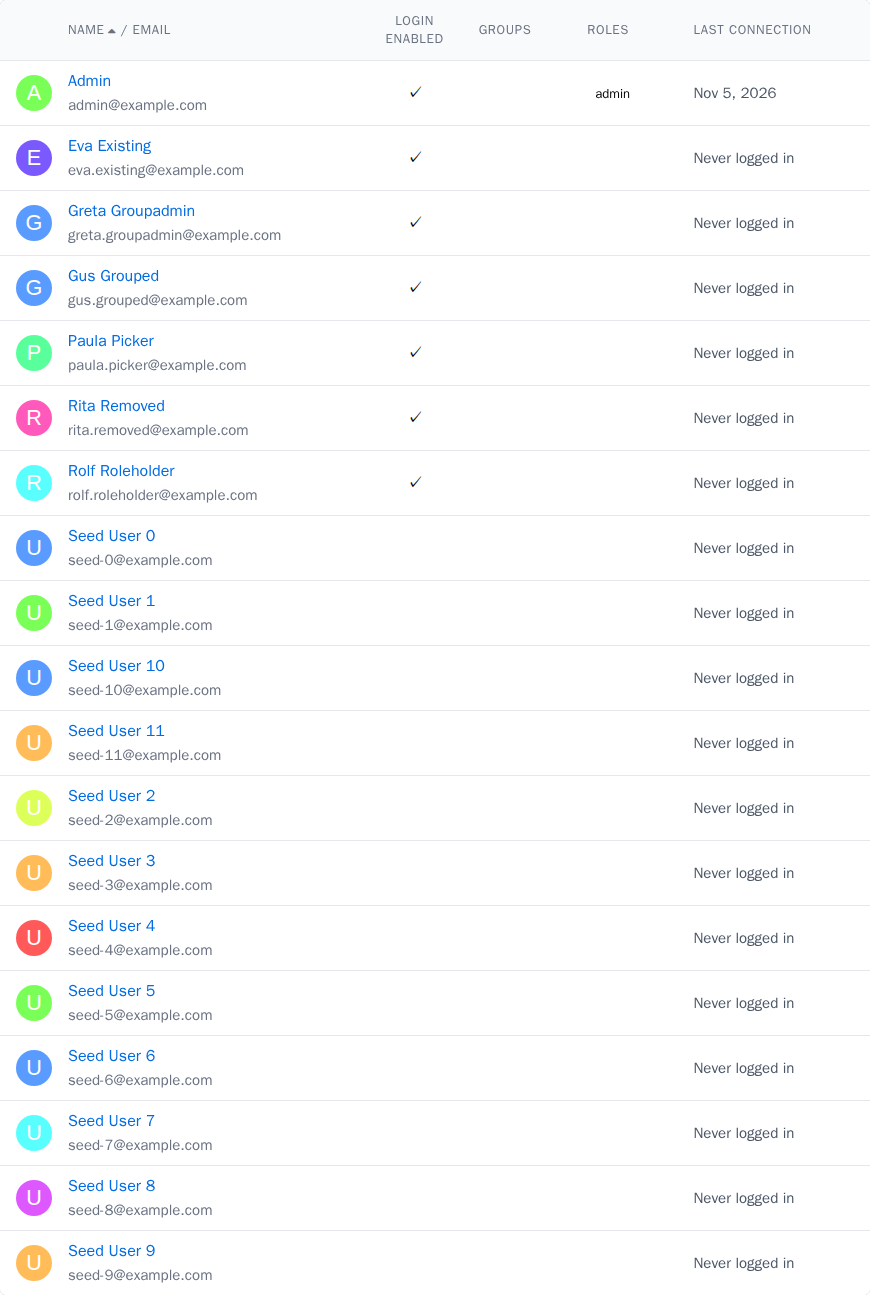 NAME / EMAIL LOGIN ENABLED GROUPS ROLES LAST CONNECTION
A Admin
admin@example.com ✓ admin Nov 5, 2026
E Eva Existing
eva.existing@example.com ✓ Never logged in
G Greta Groupadmin
greta.groupadmin@example.com ✓ Never logged in
G Gus Grouped
gus.grouped@example.com ✓ Never logged in
P Paula Picker
paula.picker@example.com ✓ Never logged in
R Rita Removed
rita.removed@example.com ✓ Never logged in
R Rolf Roleholder
rolf.roleholder@example.com ✓ Never logged in
U Seed User 0
seed-0@example.com Never logged in
U Seed User 1
seed-1@example.com Never logged in
U Seed User 10
seed-10@example.com Never logged in
U Seed User 11
seed-11@example.com Never logged in
U Seed User 2
seed-2@example.com Never logged in
U Seed User 3
seed-3@example.com Never logged in
U Seed User 4
seed-4@example.com Never logged in
U Seed User 5
seed-5@example.com Never logged in
U Seed User 6
seed-6@example.com Never logged in
U Seed User 7
seed-7@example.com Never logged in
U Seed User 8
seed-8@example.com Never logged in
U Seed User 9
seed-9@example.com Never logged in